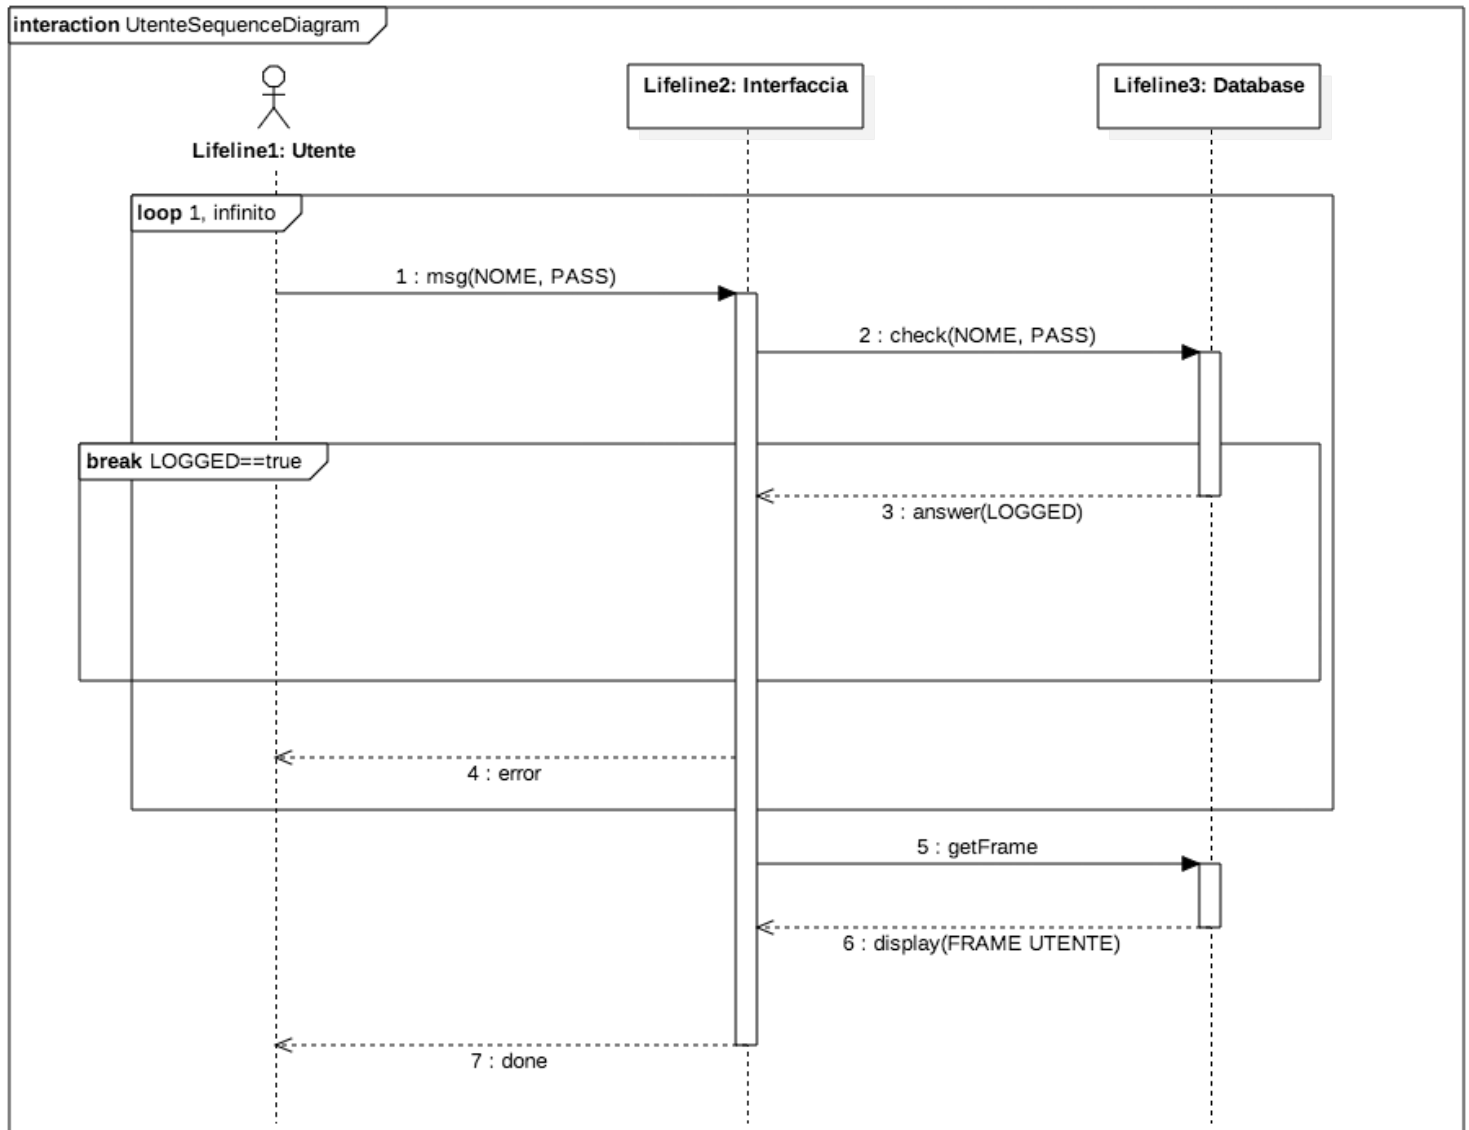 interaction UtenteSequenceDiagram
Lifeline1: Utente
Lifeline2: Interfaccia
Lifeline3: Database
loop 1, infinito
1 : msg(NOME, PASS)
2 : check(NOME, PASS)
break LOGGED==true
3 : answer(LOGGED)
4 : error
5 : getFrame
6 : display(FRAME UTENTE)
7 : done